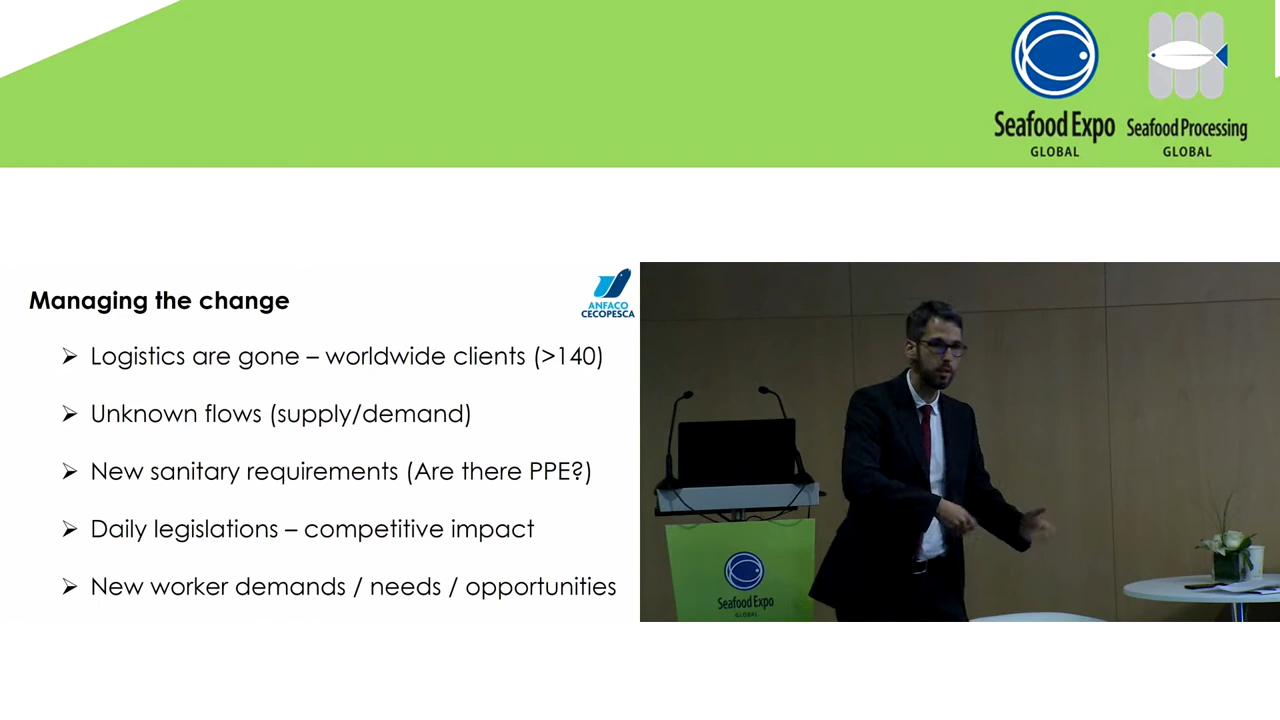 Seafood Expo
GLOBAL
Seafood Processing
GLOBAL
Managing the change
ANFACO
CECOPESCA
➢ Logistics are gone – worldwide clients (>140)
➢ Unknown flows (supply/demand)
➢ New sanitary requirements (Are there PPE?)
➢ Daily legislations – competitive impact
➢ New worker demands / needs / opportunities
Seafood Expo
GLOBAL